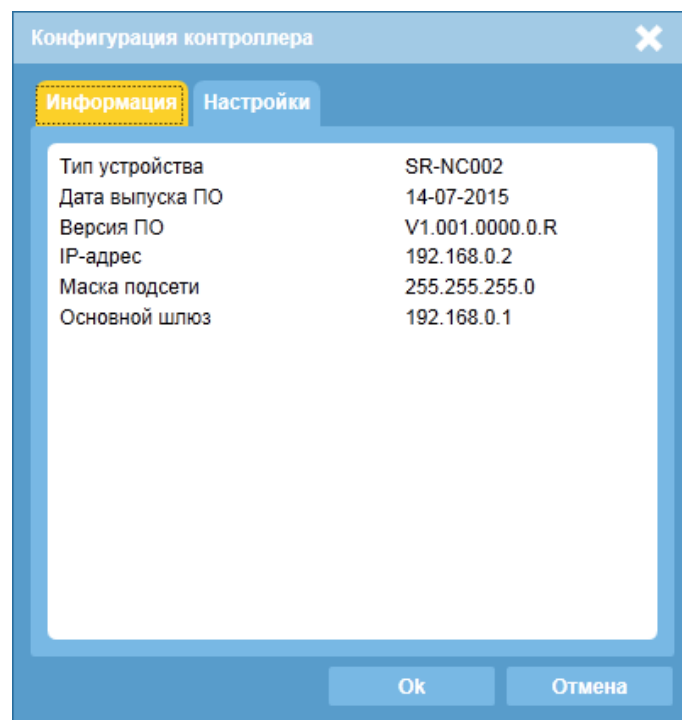 Конфигурация контроллера
Информация Настройки
Тип устройства SR-NC002
Дата выпуска ПО 14-07-2015
Версия ПО V1.001.0000.0.R
IP-адрес 192.168.0.2
Маска подсети 255.255.255.0
Основной шлюз 192.168.0.1
Ok Отмена